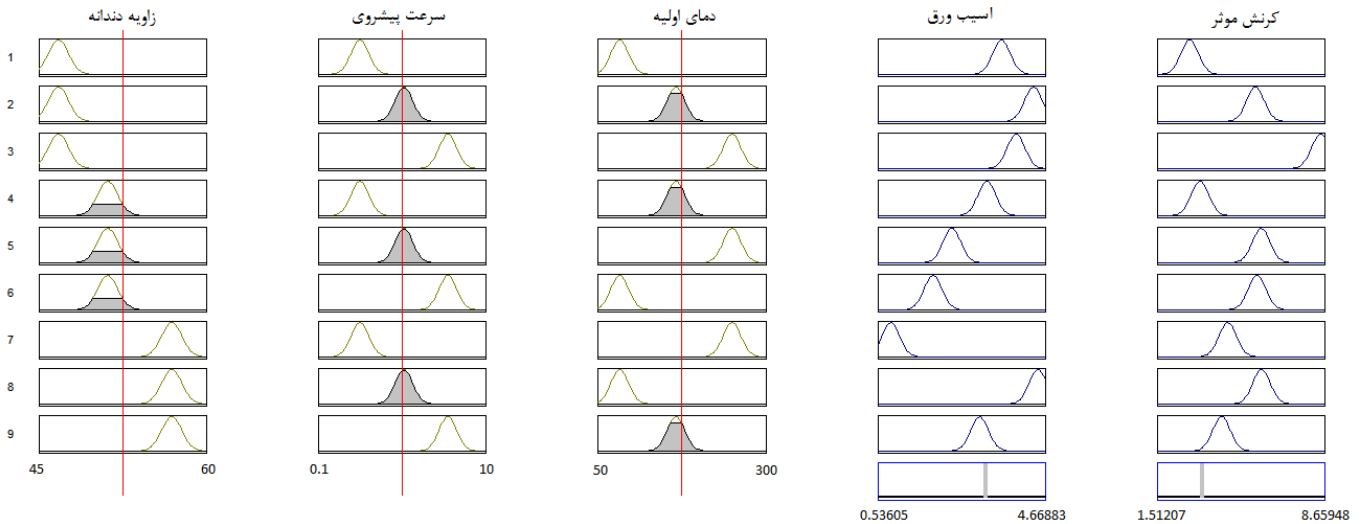 زاویه دندانه
سرعت پیشروی
دمای اولیه
اسیب ورق
کرنش موثر
1
2
3
4
5
6
7
8
9
45 60
0.1 10
50 300
0.53605 4.66883
1.51207 8.65948